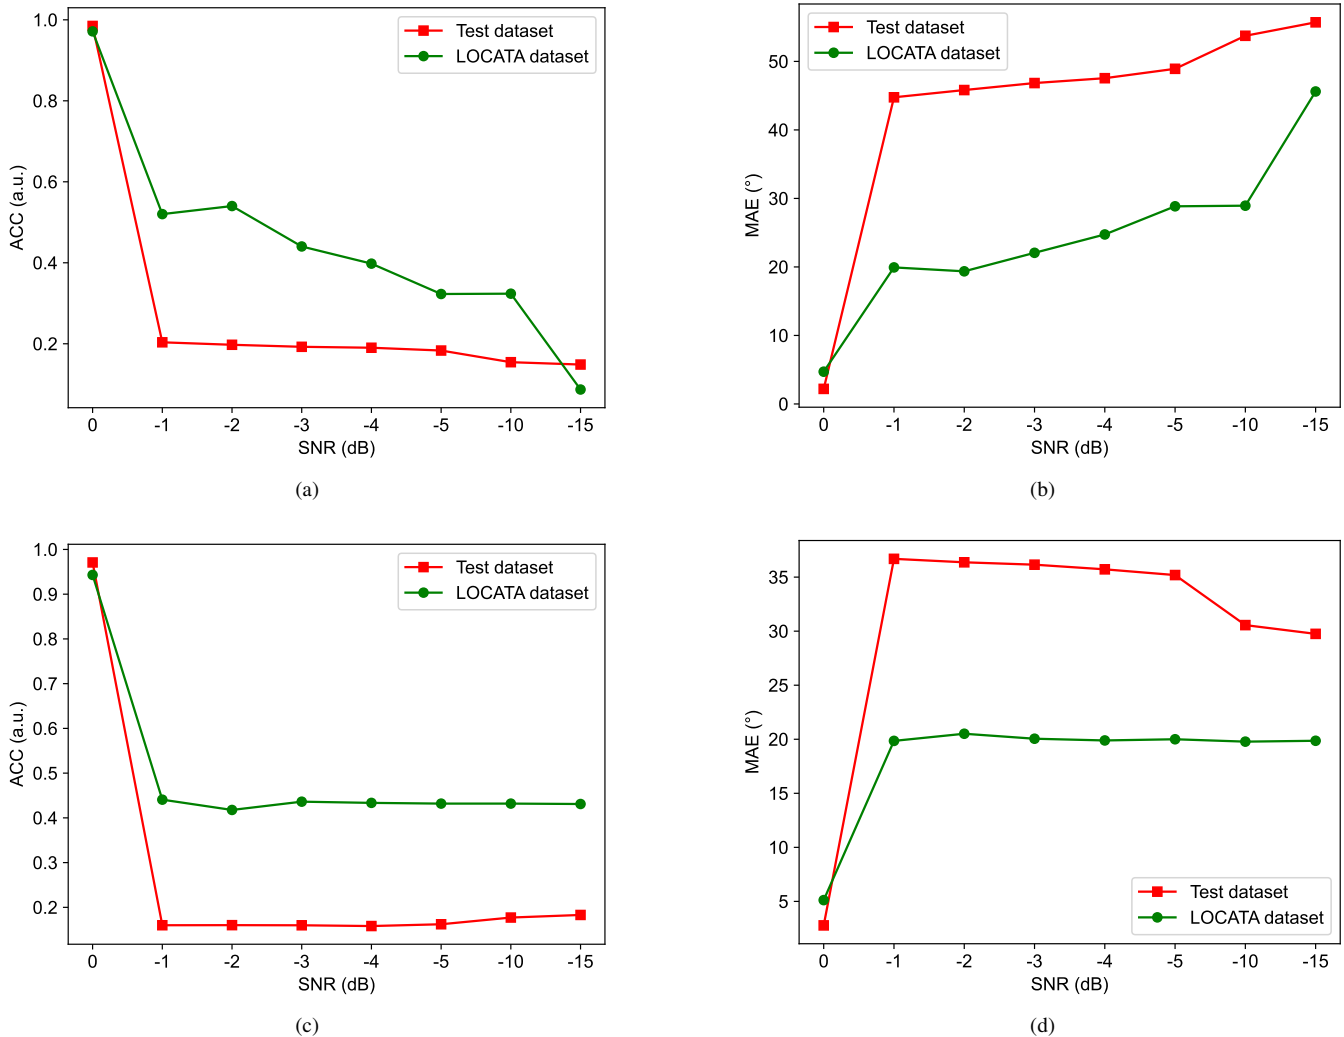 1.0
0.8
0.6
0.4
0.2
ACC (a.u.)
0 -1 -2 -3 -4 -5 -10 -15
SNR (dB)
Test dataset
LOCATA dataset
(a)
50
40
30
20
10
0
MAE (°)
0 -1 -2 -3 -4 -5 -10 -15
SNR (dB)
Test dataset
LOCATA dataset
(b)
1.0
0.9
0.8
0.7
0.6
0.5
0.4
0.3
0.2
ACC (a.u.)
0 -1 -2 -3 -4 -5 -10 -15
SNR (dB)
Test dataset
LOCATA dataset
(c)
35
30
25
20
15
10
5
MAE (°)
0 -1 -2 -3 -4 -5 -10 -15
SNR (dB)
Test dataset
LOCATA dataset
(d)